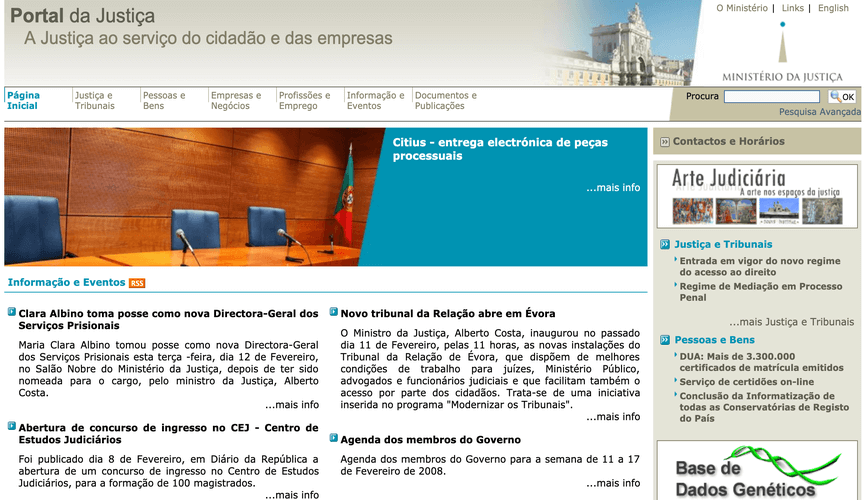 Portal da Justiça
A Justiça ao serviço do cidadão e das empresas
O Ministério | Links | English
MINISTÉRIO DA JUSTIÇA
Página
Inicial
Justiça e
Tribunais
Pessoas e
Bens
Empresas e
Negócios
Profissões e
Emprego
Informação e
Eventos
Documentos e
Publicações
Procura
OK
Pesquisa Avançada
Citius - entrega electrónica de peças
processuais
...mais info
Informação e Eventos RSS
Clara Albino toma posse como nova Directora-Geral dos
Serviços Prisionais
Maria Clara Albino tomou posse como nova Directora-Geral
dos Serviços Prisionais esta terça -feira, dia 12 de Fevereiro,
no Salão Nobre do Ministério da Justiça, depois de ter sido
nomeada para o cargo, pelo ministro da Justiça, Alberto
Costa.
...mais info
Abertura de concurso de ingresso no CEJ - Centro de
Estudos Judiciários
Foi publicado dia 8 de Fevereiro, em Diário da República a
abertura de um concurso de ingresso no Centro de Estudos
Judiciários, para a formação de 100 magistrados.
...mais info
Novo tribunal da Relação abre em Évora
O Ministro da Justiça, Alberto Costa, inaugurou no passado
dia 11 de Fevereiro, pelas 11 horas, as novas instalações do
Tribunal da Relação de Évora, que dispõem de melhores
condições de trabalho para juízes, Ministério Público,
advogados e funcionários judiciais e que facilitam também o
acesso por parte dos cidadãos. Trata-se de uma iniciativa
inserida no programa "Modernizar os Tribunais".
...mais info
Agenda dos membros do Governo
Agenda dos membros do Governo para a semana de 11 a 17
de Fevereiro de 2008.
...mais info
Contactos e Horários
Arte Judiciária
A arte nos espaços da justiça
Justiça e Tribunais
Entrada em vigor do novo regime
do acesso ao direito
Regime de Mediação em Processo
Penal
...mais Justiça e Tribunais
Pessoas e Bens
DUA: Mais de 3.300.000
certificados de matrícula emitidos
Serviço de certidões on-line
Conclusão da Informatização de
todas as Conservatórias de Registo
do País
Base de
Dados Genéticos